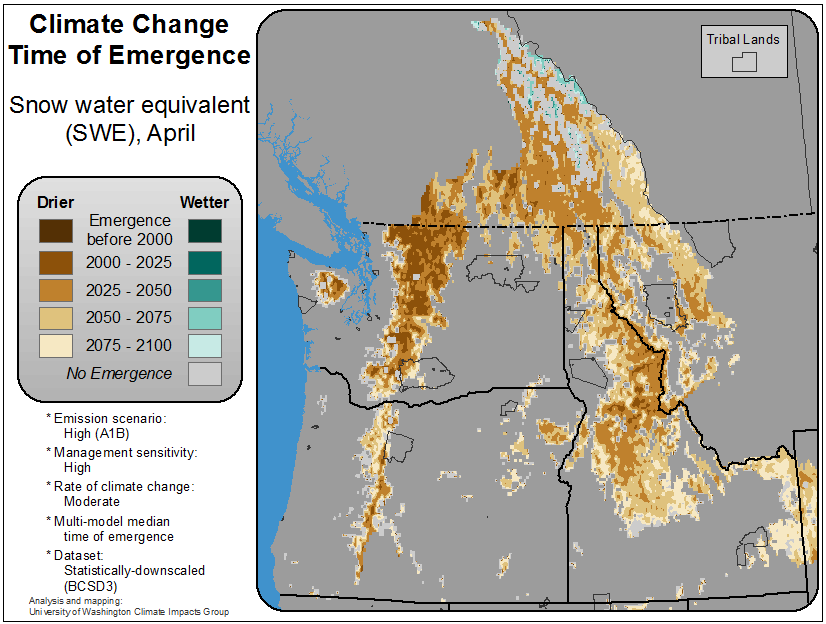 Climate Change
Time of Emergence
Snow water equivalent
(SWE), April
Tribal Lands
Drier
Wetter
Emergence
before 2000
2000 - 2025
2025 - 2050
2050 - 2075
2075 - 2100
No Emergence
* Emission scenario:
High (A1B)
* Management sensitivity:
High
* Rate of climate change:
Moderate
* Multi-model median
time of emergence
* Dataset:
Statistically-downscaled
(BCSD3)
Analysis and mapping:
University of Washington Climate Impacts Group